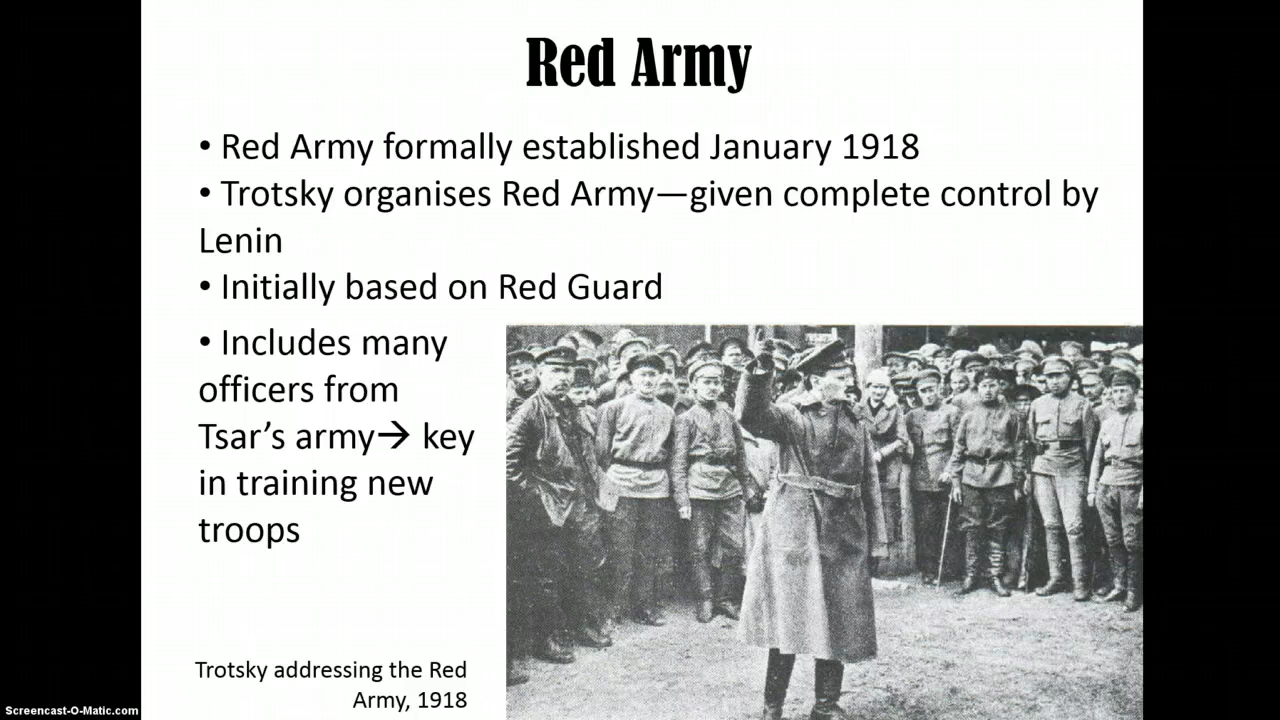 Red Army
• Red Army formally established January 1918
• Trotsky organises Red Army—given complete control by
Lenin
• Initially based on Red Guard
• Includes many
officers from
Tsar’s army→ key
in training new
troops
Trotsky addressing the Red
Army, 1918
Screencast-O-Matic.com